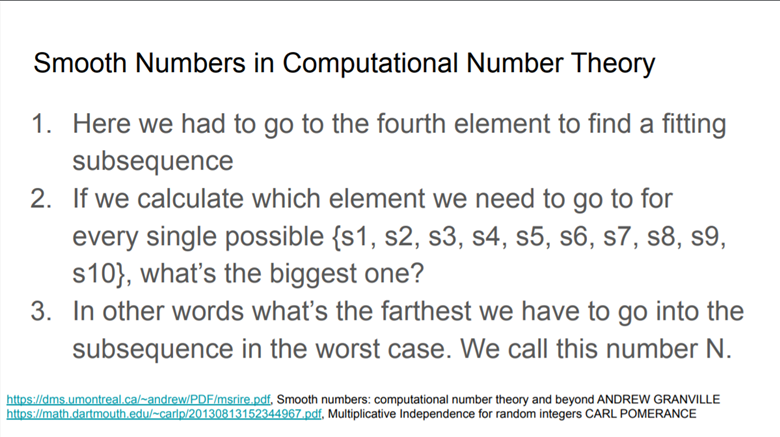 Smooth Numbers in Computational Number Theory
1. Here we had to go to the fourth element to find a fitting
subsequence
2. If we calculate which element we need to go to for
every single possible {s1, s2, s3, s4, s5, s6, s7, s8, s9,
s10}, what's the biggest one?
3. In other words what's the farthest we have to go into the
subsequence in the worst case. We call this number N.
https://dms.umontreal.ca/~andrew/PDF/msrire.pdf, Smooth numbers: computational number theory and beyond ANDREW GRANVILLE
https://math.dartmouth.edu/~carlp/20130813152344967.pdf, Multiplicative Independence for random integers CARL POMERANCE